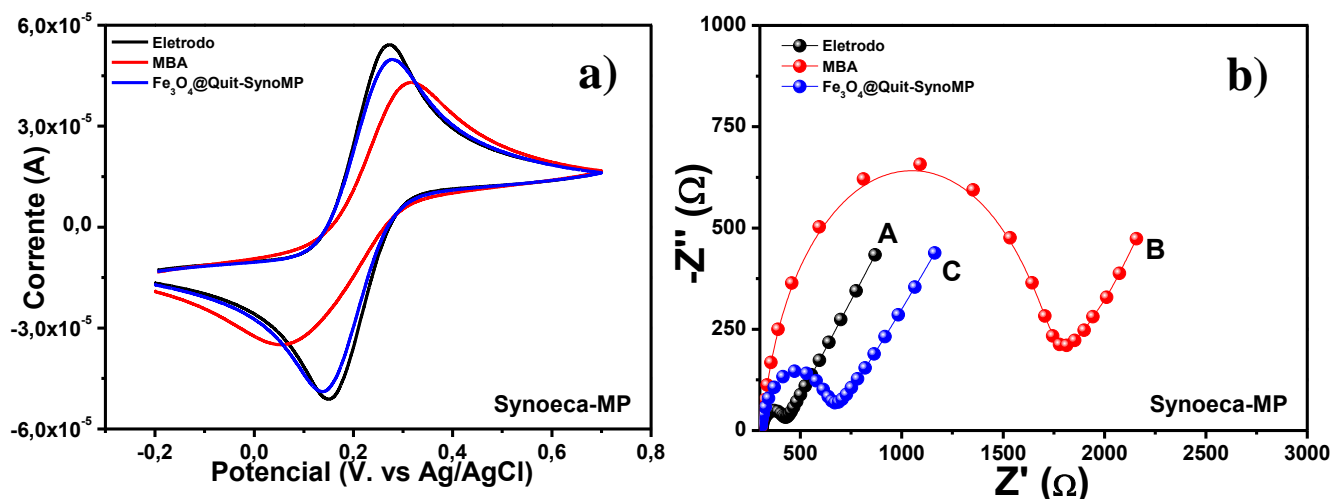 6,0x10⁻⁵
3,0x10⁻⁵
0,0
-3,0x10⁻⁵
-6,0x10⁻⁵
Corrente (A)
Eletrodo
MBA
Fe₃O₄@Quit-SynoMP
a)
Synoeca-MP
-0,2 0,0 0,2 0,4 0,6 0,8
Potencial (V. vs Ag/AgCl)
1000
750
500
250
0
-Z'' (Ω)
Eletrodo
MBA
Fe₃O₄@Quit-SynoMP
b)
A
B
C
Synoeca-MP
500 1000 1500 2000 2500 3000
Z' (Ω)